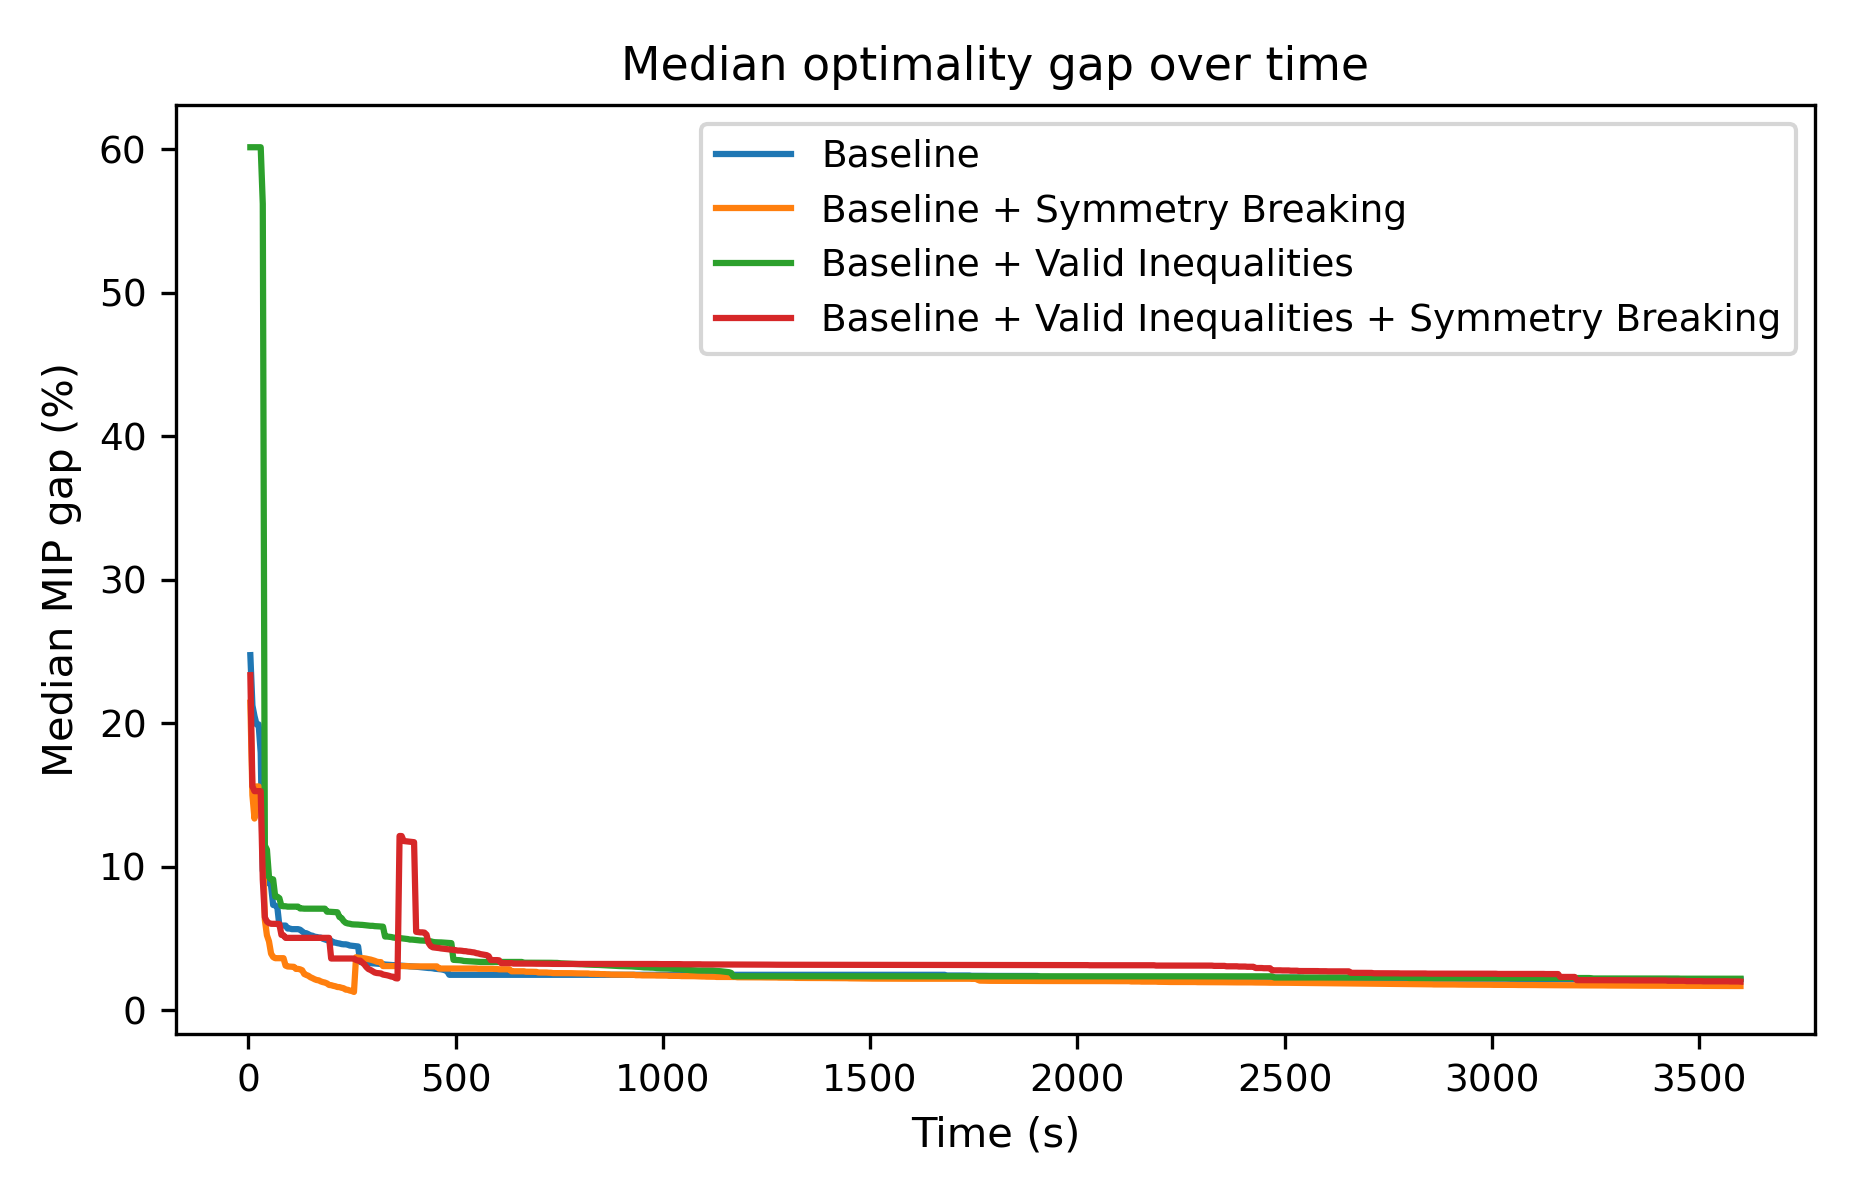 Median optimality gap over time
Baseline
Baseline + Symmetry Breaking
Baseline + Valid Inequalities
Baseline + Valid Inequalities + Symmetry Breaking
Median MIP gap (%)
60
50
40
30
20
10
0
0 500 1000 1500 2000 2500 3000 3500
Time (s)